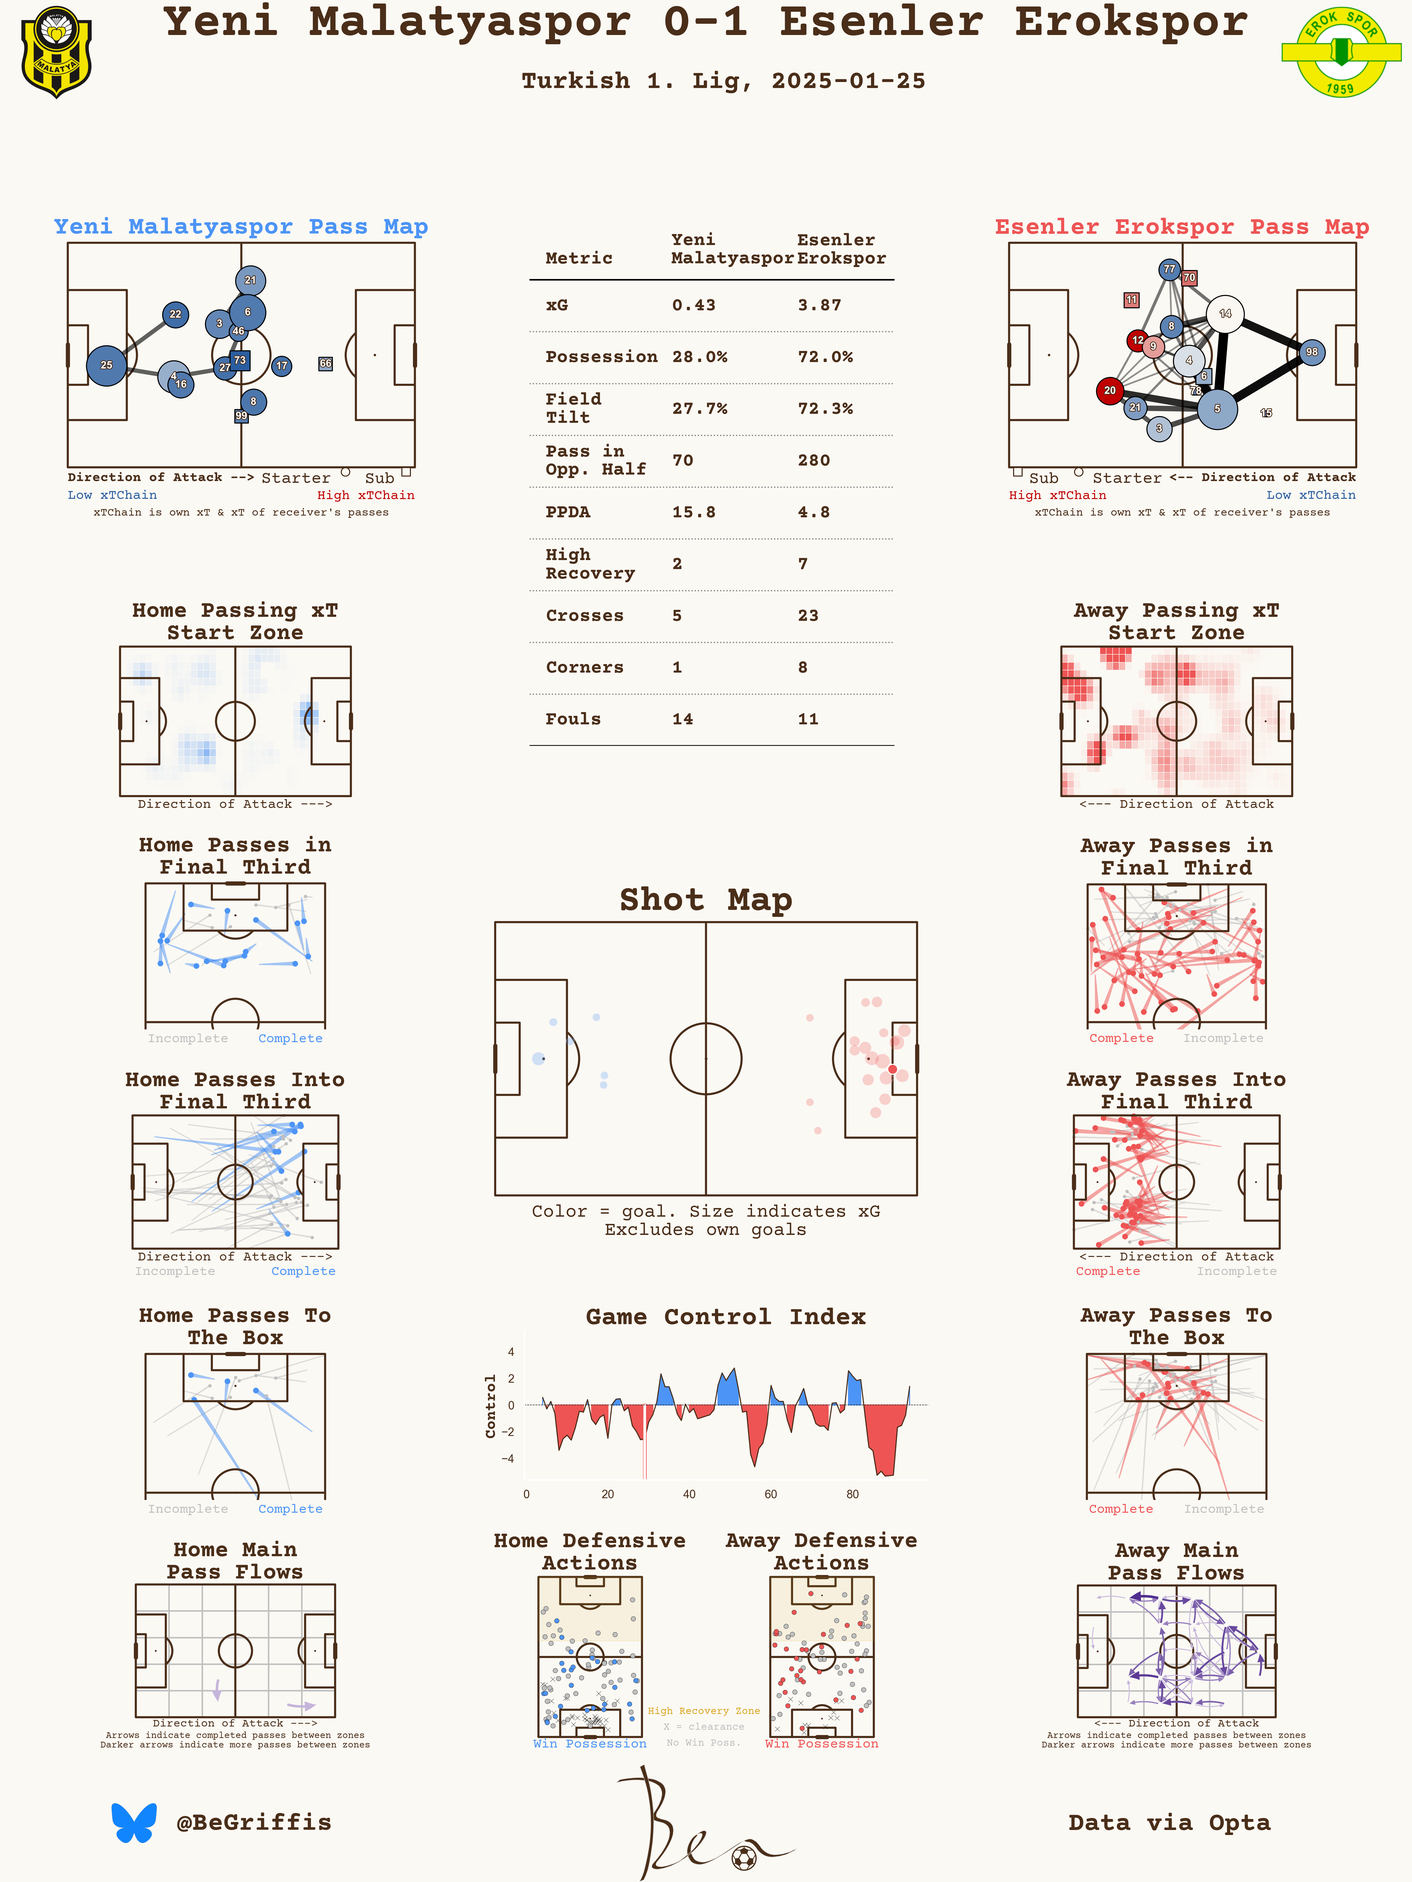 Yeni Malatyaspor 0-1 Esenler Erokspor
Turkish 1. Lig, 2025-01-25
MALATYA
EROK SPOR
1959
Yeni Malatyaspor Pass Map
21
22
6
3
46
25
73
27
17
66
4
16
8
99
Direction of Attack --> Starter Sub
Low xTChain High xTChain
xTChain is own xT & xT of receiver's passes
Metric Yeni Malatyaspor Esenler Erokspor
xG 0.43 3.87
Possession 28.0% 72.0%
Field Tilt 27.7% 72.3%
Pass in Opp. Half 70 280
PPDA 15.8 4.8
High Recovery 2 7
Crosses 5 23
Corners 1 8
Fouls 14 11
Esenler Erokspor Pass Map
77
70
11
14
8
12
9
98
4
6
20
78
21
5
15
3
Sub Starter <-- Direction of Attack
High xTChain Low xTChain
xTChain is own xT & xT of receiver's passes
Home Passing xT
Start Zone
Direction of Attack --->
Away Passing xT
Start Zone
<--- Direction of Attack
Home Passes in
Final Third
Incomplete Complete
Away Passes in
Final Third
Complete Incomplete
Shot Map
Color = goal. Size indicates xG
Excludes own goals
Home Passes Into
Final Third
Direction of Attack --->
Incomplete Complete
Away Passes Into
Final Third
<--- Direction of Attack
Complete Incomplete
Home Passes To
The Box
Incomplete Complete
Game Control Index
Control
4
2
0
−2
−4
0 20 40 60 80
Away Passes To
The Box
Complete Incomplete
Home Main
Pass Flows
Direction of Attack --->
Arrows indicate completed passes between zones
Darker arrows indicate more passes between zones
Home Defensive
Actions
Win Possession
Away Defensive
Actions
Win Possession
High Recovery Zone
X = clearance
No Win Poss.
Away Main
Pass Flows
<--- Direction of Attack
Arrows indicate completed passes between zones
Darker arrows indicate more passes between zones
@BeGriffis
Ben
Data via Opta